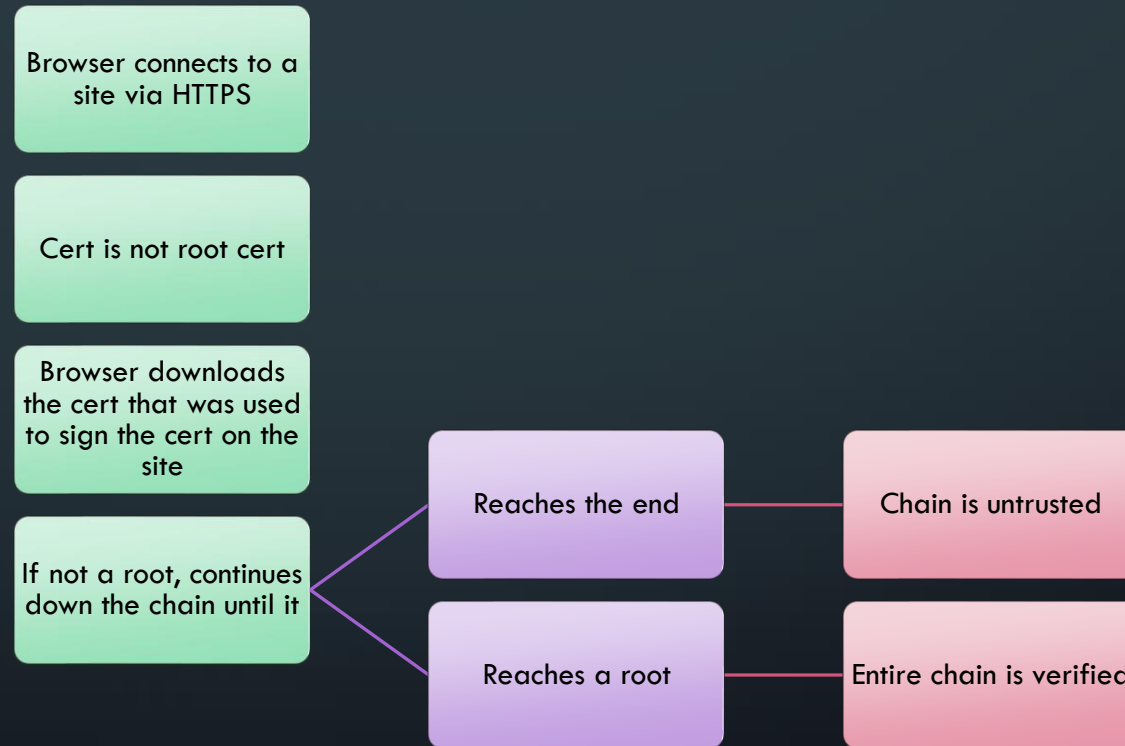 Browser connects to a
site via HTTPS
Cert is not root cert
Browser downloads
the cert that was used
to sign the cert on the
site
If not a root, continues
down the chain until it
Reaches the end
Chain is untrusted
Reaches a root
Entire chain is verified